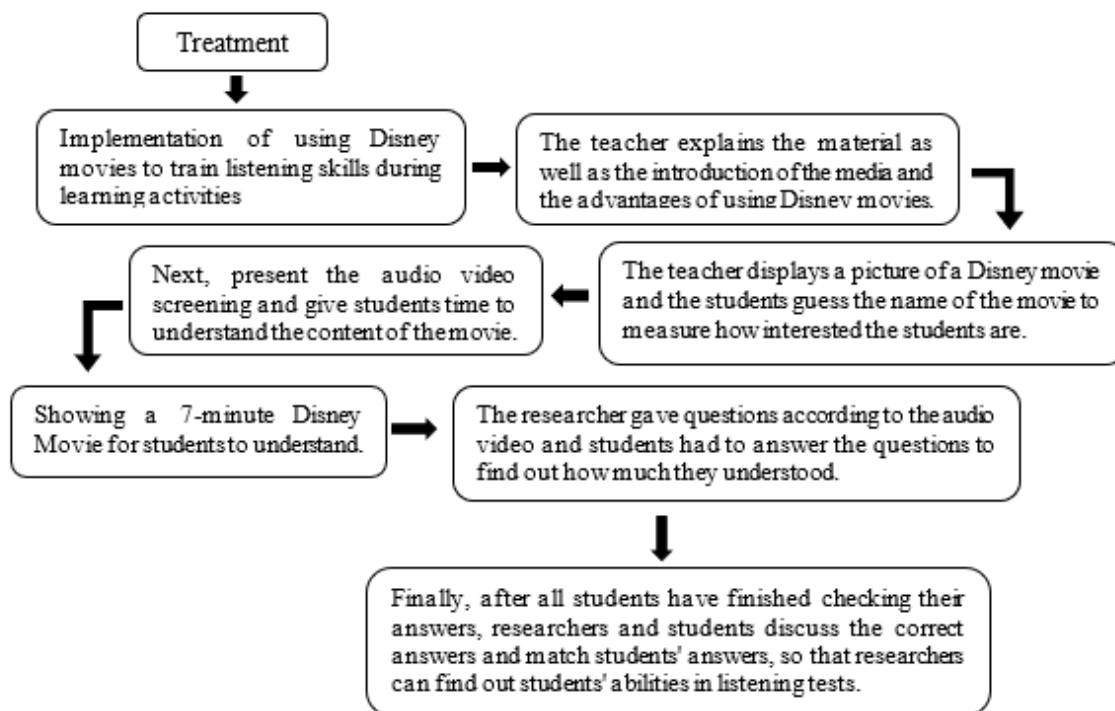 Treatment
Implementation of using Disney
movies to train listening skills during
learning activities
The teacher explains the material as
well as the introduction of the media and
the advantages of using Disney movies.
The teacher displays a picture of a Disney movie
and the students guess the name of the movie to
measure how interested the students are.
Next, present the audio video
screening and give students time to
understand the content of the movie.
Showing a 7-minute Disney
Movie for students to understand.
The researcher gave questions according to the audio
video and students had to answer the questions to
find out how much they understood.
Finally, after all students have finished checking their
answers, researchers and students discuss the correct
answers and match students' answers, so that researchers
can find out students' abilities in listening tests.